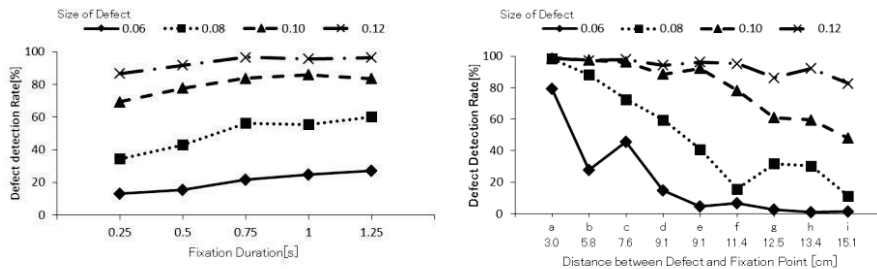 Size of Defect
0.06 0.08 0.10 0.12
Defect detection Rate[%]
100
80
60
40
20
0
0.25 0.5 0.75 1 1.25
Fixation Duration[s]
Size of Defect
0.06 0.08 0.10 0.12
Defect Detection Rate[%]
100
80
60
40
20
0
a b c d e f g h i
3.0 5.8 7.6 9.1 9.1 11.4 12.5 13.4 15.1
Distance between Defect and Fixation Point [cm]